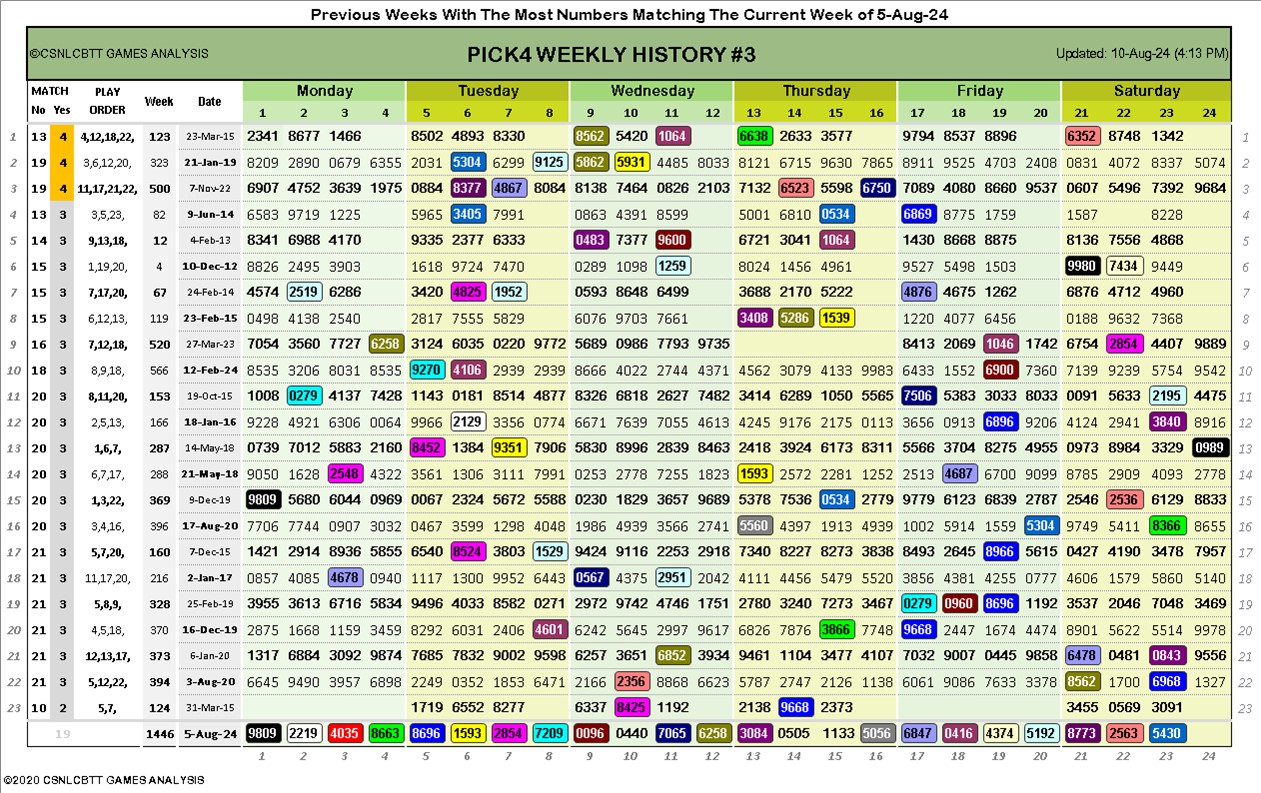 Previous Weeks With The Most Numbers Matching The Current Week of 5-Aug-24
©CSNLCBTT GAMES ANALYSIS PICK4 WEEKLY HISTORY #3 Updated: 10-Aug-24 (4:13 PM)
MATCH PLAY Week Date Monday Tuesday Wednesday Thursday Friday Saturday
No Yes ORDER 1 2 3 4 5 6 7 8 9 10 11 12 13 14 15 16 17 18 19 20 21 22 23 24
1 13 4 4,12,18,22, 123 23-Mar-15 2341 8677 1466 8502 4893 8330 8562 5420 1064 6638 2633 3577 9794 8537 8896 6352 8748 1342 1
2 19 4 3,6,12,20, 323 21-Jan-19 8209 2890 0679 6355 2031 5304 6299 9125 5862 5931 4485 8033 8121 6715 9630 7865 8911 9525 4703 2408 0831 4072 8337 5074 2
3 19 4 11,17,21,22, 500 7-Nov-22 6907 4752 3639 1975 0884 8377 4867 8084 8138 7464 0826 2103 7132 6523 5598 6750 7089 4080 8660 9537 0607 5496 7392 9684 3
4 13 3 3,5,23, 82 9-Jun-14 6583 9719 1225 5965 3405 7991 0863 4391 8599 5001 6810 0534 6869 8775 1759 1587 8228 4
5 14 3 9,13,18, 12 4-Feb-13 8341 6988 4170 9335 2377 6333 0483 7377 9600 6721 3041 1064 1430 8668 8875 8136 7556 4868 5
6 15 3 1,19,20, 4 10-Dec-12 8826 2495 3903 1618 9724 7470 0289 1098 1259 8024 1456 4961 9527 5498 1503 9980 7434 9449 6
7 15 3 7,17,20, 67 24-Feb-14 4574 2519 6286 3420 4825 1952 0593 8648 6499 3688 2170 5222 4876 4675 1262 6876 4712 4960 7
8 15 3 6,12,13, 119 23-Feb-15 0498 4138 2540 2817 7555 5829 6076 9703 7661 3408 5286 1539 1220 4077 6456 0188 9632 7368 8
9 16 3 7,12,18, 520 27-Mar-23 7054 3560 7727 6258 3124 6035 0220 9772 5689 0986 7793 9735 8413 2069 1046 1742 6754 2854 4407 9889 9
10 18 3 8,9,18, 566 12-Feb-24 8535 3206 8031 8535 9270 4106 2939 2939 8666 4022 2744 4371 4562 3079 4133 9983 6433 1552 6900 7360 7139 9239 5754 9542 10
11 20 3 8,11,20, 153 19-Oct-15 1008 0279 4137 7428 1143 0181 8514 4877 8326 6818 2627 7482 3414 6289 1050 5565 7506 5383 3033 8033 0091 5633 2195 4475 11
12 20 3 2,5,13, 166 18-Jan-16 9228 4921 6306 0064 9966 2129 3356 0774 6671 7639 7055 4613 4245 9176 2175 0113 3656 0913 6896 9206 4124 2941 3840 8916 12
13 20 3 1,6,7, 287 14-May-18 0739 7012 5883 2160 8452 1384 9351 7906 5830 8996 2839 8463 2418 3924 6173 8311 5566 3704 8275 4955 0973 8984 3329 0989 13
14 20 3 6,7,17, 288 21-May-18 9050 1628 2548 4322 3561 1306 3111 7991 0253 2778 7255 1823 1593 5772 2281 1252 2513 4687 6700 9099 8785 2909 4093 2778 14
15 20 3 1,3,22, 369 9-Dec-19 9809 5680 6044 0969 0067 2324 5672 5588 0230 1829 3657 9689 5378 7536 0534 2779 9779 6123 6839 2787 2546 2536 6129 8833 15
16 20 3 3,4,16, 396 17-Aug-20 7706 7744 0907 3032 0467 3599 1298 4048 1986 4939 3566 2741 5560 4397 1913 4939 1002 5914 1559 5304 9749 5411 8366 8655 16
17 21 3 5,7,20, 160 7-Dec-15 1421 2914 8936 5855 6540 8524 3803 1529 9424 9116 2253 2918 7340 8227 8273 3838 8493 2645 8966 5615 0427 4190 3478 7957 17
18 21 3 11,17,20, 216 2-Jan-17 0857 4085 4678 0940 1117 1300 9952 6443 0567 4375 2951 2042 4111 4456 5479 5520 3856 4381 4255 0777 4606 1579 5860 5140 18
19 21 3 5,8,9, 328 25-Feb-19 3955 3613 6716 5834 9496 4033 8582 0271 2972 9742 4746 1751 2780 3240 7273 3467 0279 0960 8696 1192 3537 2046 7048 3469 19
20 21 3 4,5,18, 370 16-Dec-19 2875 1668 1159 3459 8292 6031 2406 4601 6242 5645 2997 9617 6826 7876 3866 7748 9668 2447 1674 4474 8901 5622 5514 9978 20
21 21 3 12,13,17, 373 6-Jan-20 1317 6884 3092 9874 7685 7832 9002 9598 6257 3651 6852 3934 9461 1104 3477 4107 7032 9007 0445 9858 6478 0481 0843 9556 21
22 21 3 5,12,22, 394 3-Aug-20 6645 9490 3957 6898 2249 0352 1853 6471 2166 2356 8868 6623 5787 2747 2126 1138 6061 9086 7633 3378 8562 1700 6968 1327 22
23 10 2 5,7, 124 31-Mar-15 1719 6552 8277 6337 8425 1192 2138 9668 2373 3455 0569 3091 23
19 1446 5-Aug-24 9809 2219 4035 8663 8696 1593 2854 7209 0096 0440 7065 6258 3084 0505 1133 5056 6847 0416 4374 5192 8773 2563 5430
1 2 3 4 5 6 7 8 9 10 11 12 13 14 15 16 17 18 19 20 21 22 23 24
©2020 CSNLCBTT GAMES ANALYSIS